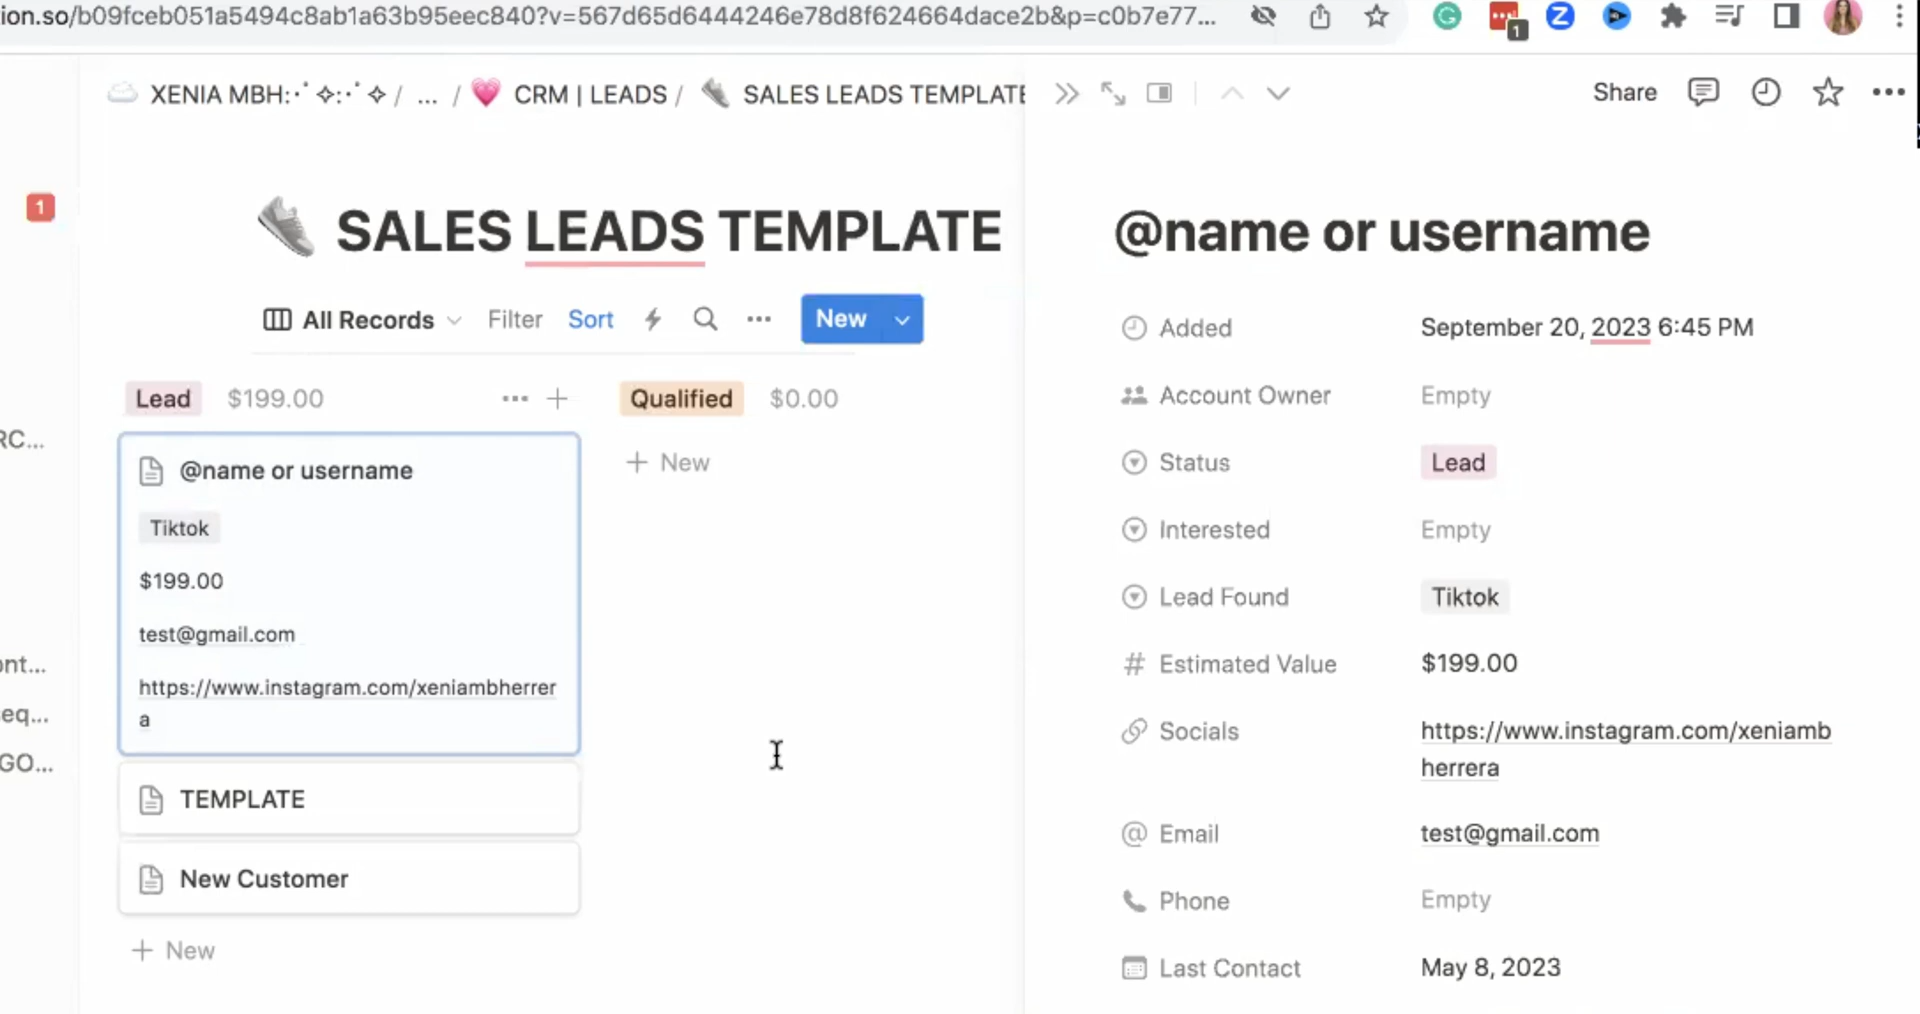 ion.so/b09fceb051a5494c8ab1a63b95eec840?v=567d65d6444246e78d8f624664dace2b&p=c0b7e77...
1
XENIA MBH:･ﾟ✧:･ﾟ✧ / ... / CRM | LEADS / SALES LEADS TEMPLATE
Share
1
SALES LEADS TEMPLATE
All Records Filter Sort New
Lead $199.00
Qualified $0.00
@name or username
Tiktok
$199.00
test@gmail.com
https://www.instagram.com/xeniambherrer
a
TEMPLATE
New Customer
+ New
+ New
RC...
ont...
eq...
GO...
@name or username
Added September 20, 2023 6:45 PM
Account Owner Empty
Status Lead
Interested Empty
Lead Found Tiktok
Estimated Value $199.00
Socials https://www.instagram.com/xeniamb
herrera
Email test@gmail.com
Phone Empty
Last Contact May 8, 2023